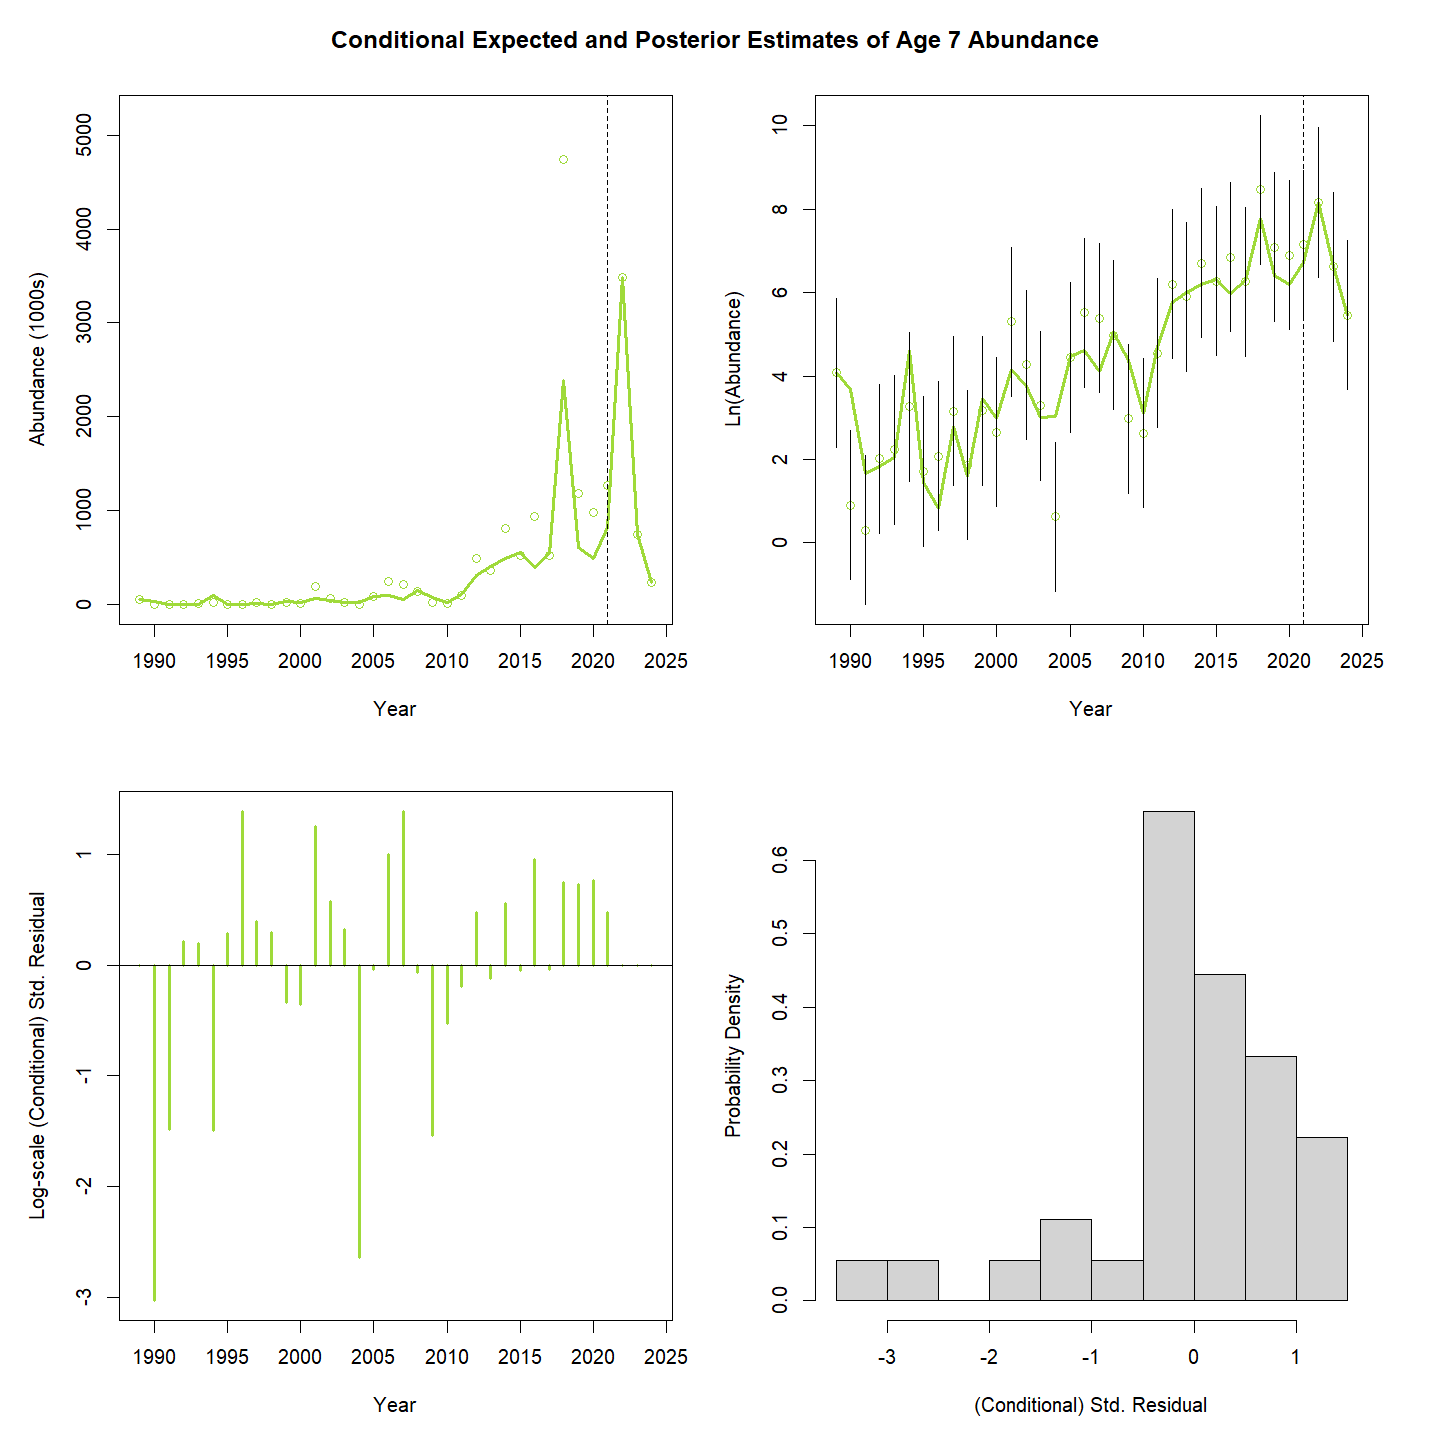 Conditional Expected and Posterior Estimates of Age 7 Abundance
Abundance (1000s)
5000
4000
3000
2000
1000
0
1990 1995 2000 2005 2010 2015 2020 2025
Year
Ln(Abundance)
10
8
6
4
2
0
1990 1995 2000 2005 2010 2015 2020 2025
Year
Log-scale (Conditional) Std. Residual
1
0
-1
-2
-3
1990 1995 2000 2005 2010 2015 2020 2025
Year
Probability Density
0.6
0.5
0.4
0.3
0.2
0.1
0.0
-3 -2 -1 0 1
(Conditional) Std. Residual